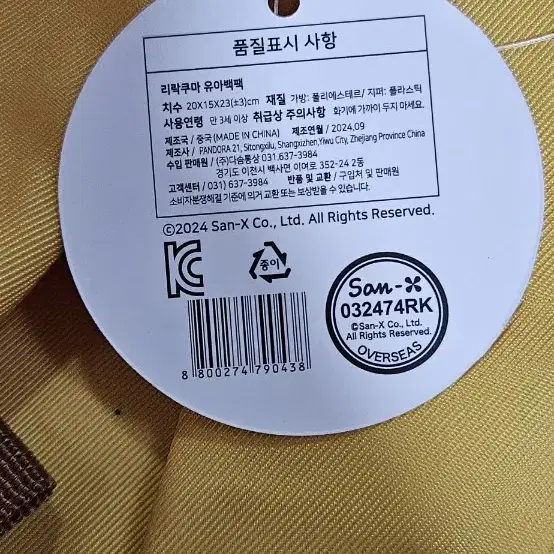 품질표시 사항
리락쿠마 유아백팩
치수 20X15X23(±3)cm 재질 가방: 폴리에스테르/ 지퍼: 플라스틱
사용연령 만 3세 이상 취급상 주의사항 화기에 가까이 두지 마세요.
제조국 / 중국 (MADE IN CHINA) 제조연월 / 2024.09
제조사 / PANDORA 21, Sitongxilu, Shangxizhen, Yiwu City, Zhejiang Province China
수입 판매원 / (주)다솜통상 031.637-3984
경기도 이천시 백사면 이여로 352-24 2동
고객센터 / 031) 637-3984 반품 및 교환 / 구입처 및 판매원
소비자분쟁해결 기준에 의거 교환 또는 보상받을 수 있습니다.
©2024 San-X Co., Ltd. All Rights Reserved.
KC
종이
San-X
032474RK
©San-X Co., Ltd.
All Rights Reserved.
OVERSEAS
8 800274 790438